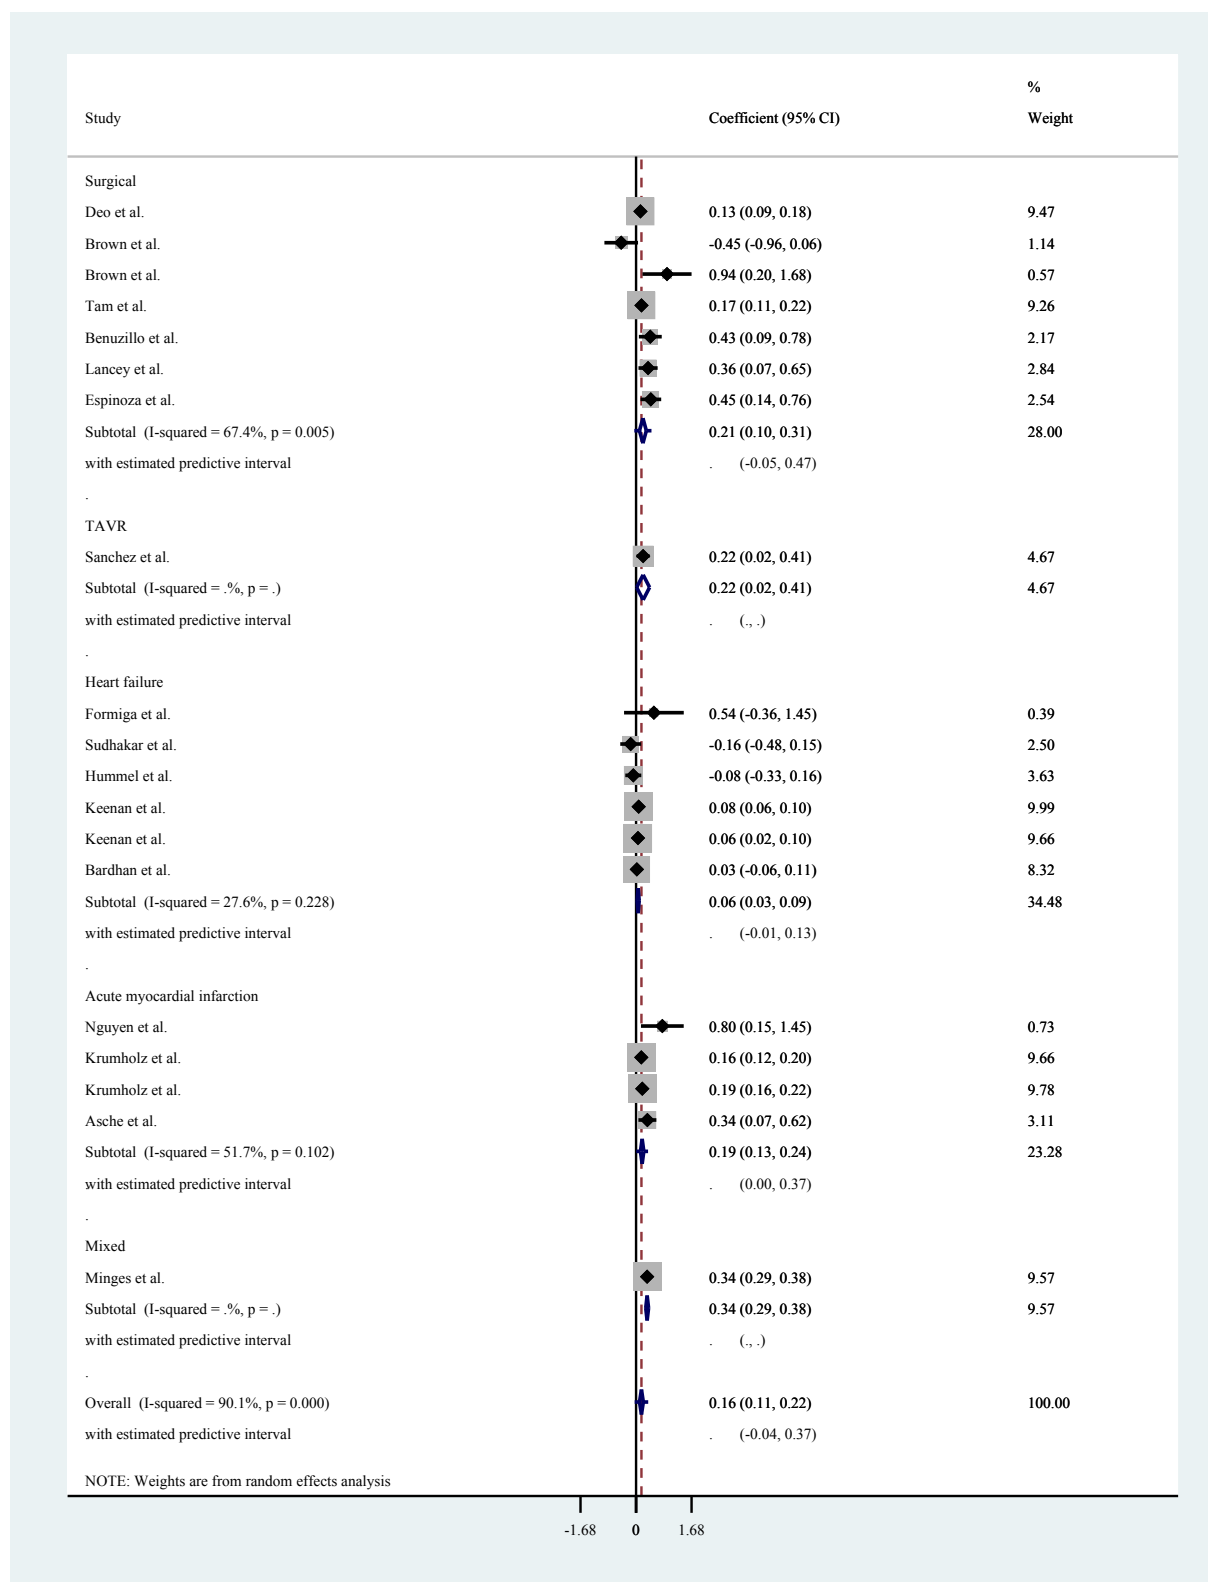 %
Study Coefficient (95% CI) Weight
Surgical
Deo et al. 0.13 (0.09, 0.18) 9.47
Brown et al. -0.45 (-0.96, 0.06) 1.14
Brown et al. 0.94 (0.20, 1.68) 0.57
Tam et al. 0.17 (0.11, 0.22) 9.26
Benuzillo et al. 0.43 (0.09, 0.78) 2.17
Lancey et al. 0.36 (0.07, 0.65) 2.84
Espinoza et al. 0.45 (0.14, 0.76) 2.54
Subtotal (I-squared = 67.4%, p = 0.005) 0.21 (0.10, 0.31) 28.00
with estimated predictive interval . (-0.05, 0.47)
.
TAVR
Sanchez et al. 0.22 (0.02, 0.41) 4.67
Subtotal (I-squared = .%, p = .) 0.22 (0.02, 0.41) 4.67
with estimated predictive interval . (., .)
.
Heart failure
Formiga et al. 0.54 (-0.36, 1.45) 0.39
Sudhakar et al. -0.16 (-0.48, 0.15) 2.50
Hummel et al. -0.08 (-0.33, 0.16) 3.63
Keenan et al. 0.08 (0.06, 0.10) 9.99
Keenan et al. 0.06 (0.02, 0.10) 9.66
Bardhan et al. 0.03 (-0.06, 0.11) 8.32
Subtotal (I-squared = 27.6%, p = 0.228) 0.06 (0.03, 0.09) 34.48
with estimated predictive interval . (-0.01, 0.13)
.
Acute myocardial infarction
Nguyen et al. 0.80 (0.15, 1.45) 0.73
Krumholz et al. 0.16 (0.12, 0.20) 9.66
Krumholz et al. 0.19 (0.16, 0.22) 9.78
Asche et al. 0.34 (0.07, 0.62) 3.11
Subtotal (I-squared = 51.7%, p = 0.102) 0.19 (0.13, 0.24) 23.28
with estimated predictive interval . (0.00, 0.37)
.
Mixed
Minges et al. 0.34 (0.29, 0.38) 9.57
Subtotal (I-squared = .%, p = .) 0.34 (0.29, 0.38) 9.57
with estimated predictive interval . (., .)
.
Overall (I-squared = 90.1%, p = 0.000) 0.16 (0.11, 0.22) 100.00
with estimated predictive interval . (-0.04, 0.37)
NOTE: Weights are from random effects analysis
-1.68 0 1.68